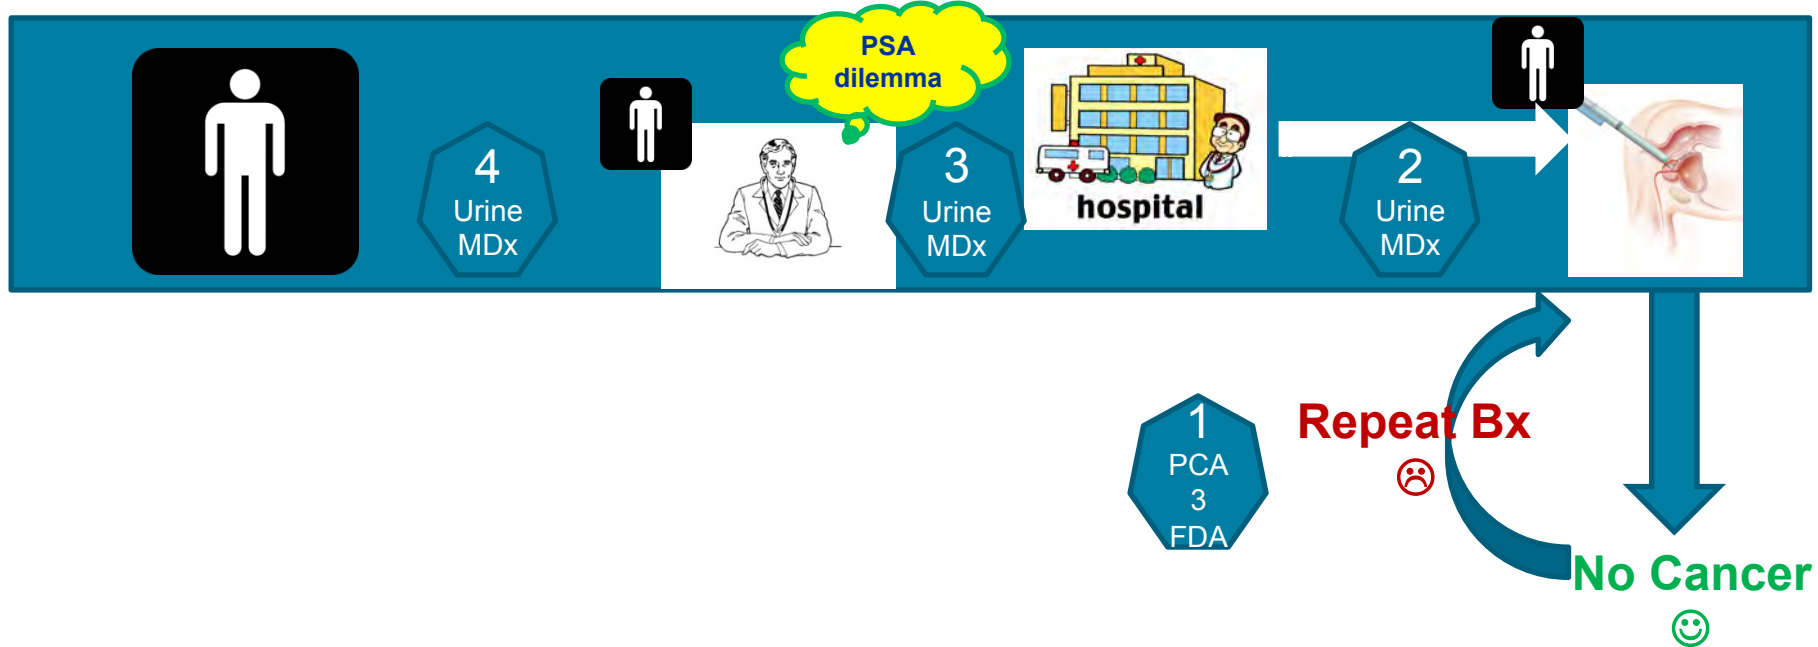 PSA
dilemma
4
Urine
MDx
3
Urine
MDx
hospital
2
Urine
MDx
1
PCA
3
FDA
Repeat Bx
No Cancer